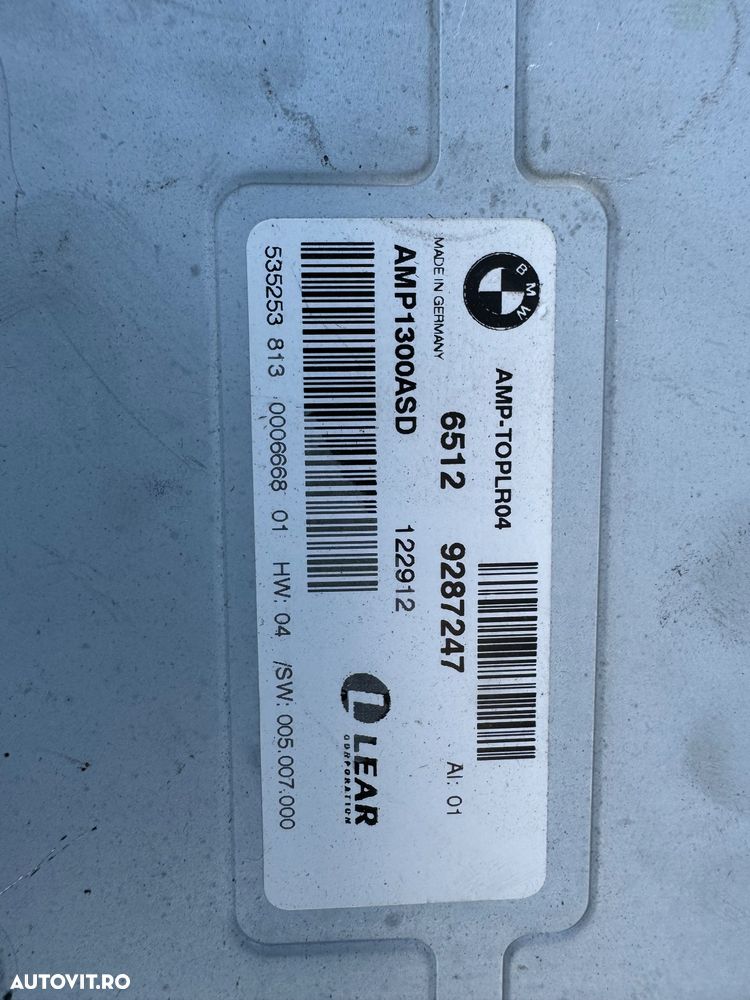 BMW
AMP-TOPLR04
MADE IN GERMANY
6512 9287247 AI: 01
AMP1300ASD 122912
LEAR
CORPORATION
535253 813 0006668 01 HW: 04 /SW: 005.007.000
AUTOVIT.RO